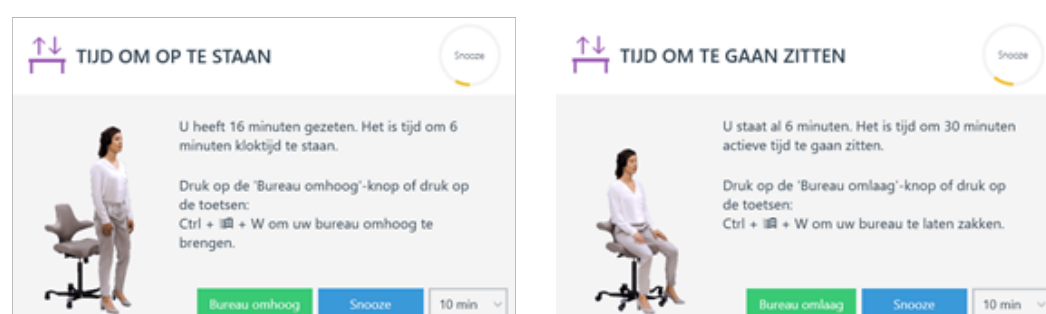 TIJD OM OP TE STAAN
Snooze
U heeft 16 minuten gezeten. Het is tijd om 6
minuten kloktijd te staan.
Druk op de 'Bureau omhoog'-knop of druk op
de toetsen:
Ctrl + + W om uw bureau omhoog te
brengen.
Bureau omhoog
Snooze
10 min
TIJD OM TE GAAN ZITTEN
Snooze
U staat al 6 minuten. Het is tijd om 30 minuten
actieve tijd te gaan zitten.
Druk op de 'Bureau omlaag'-knop of druk op
de toetsen:
Ctrl + + W om uw bureau te laten zakken.
Bureau omlaag
Snooze
10 min